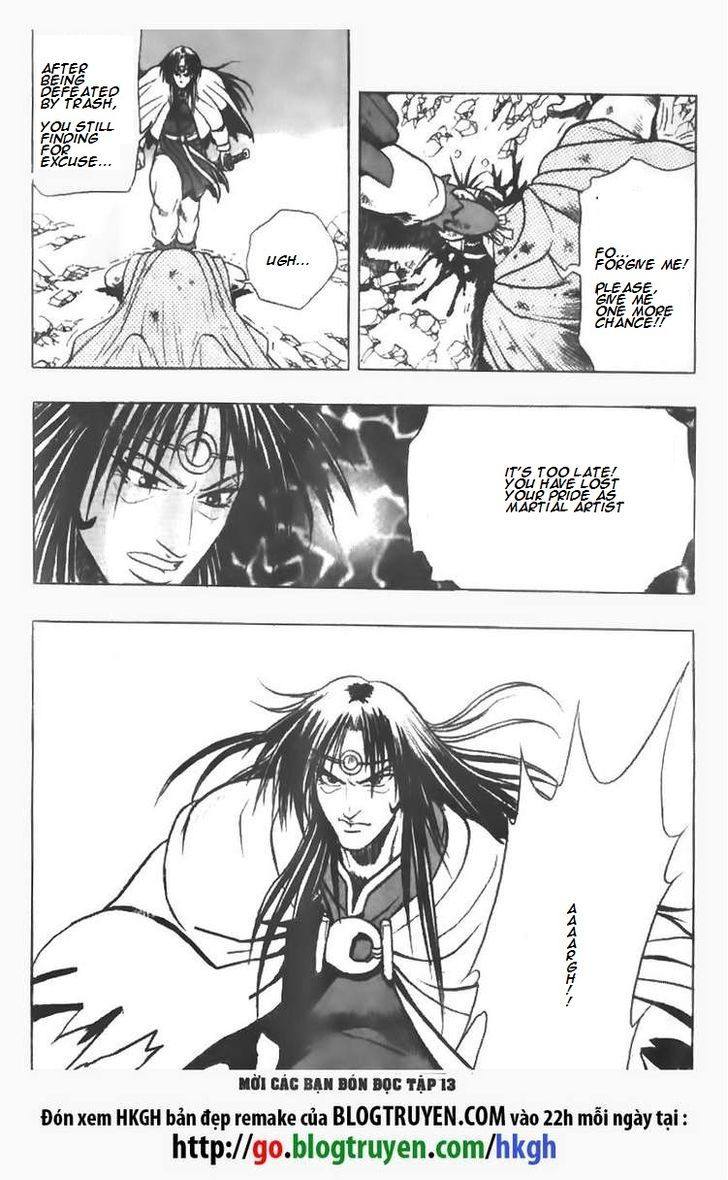 AFTER
BEING
DEFEATED
BY TRASH,
YOU STILL
FINDING
FOR
EXCUSE...
UGH...
FO...
FORGIVE ME!
PLEASE,
GIVE ME
ONE MORE
CHANCE!!
IT'S TOO LATE!
YOU HAVE LOST
YOUR PRIDE AS
MARTIAL ARTIST
AAAARGH!!
MỜI CÁC BẠN ĐÓN ĐỌC TẬP 13
Đón xem HKGH bản đẹp remake của BLOGTRUYEN.COM vào 22h mỗi ngày tại :
http://go.blogtruyen.com/hkgh